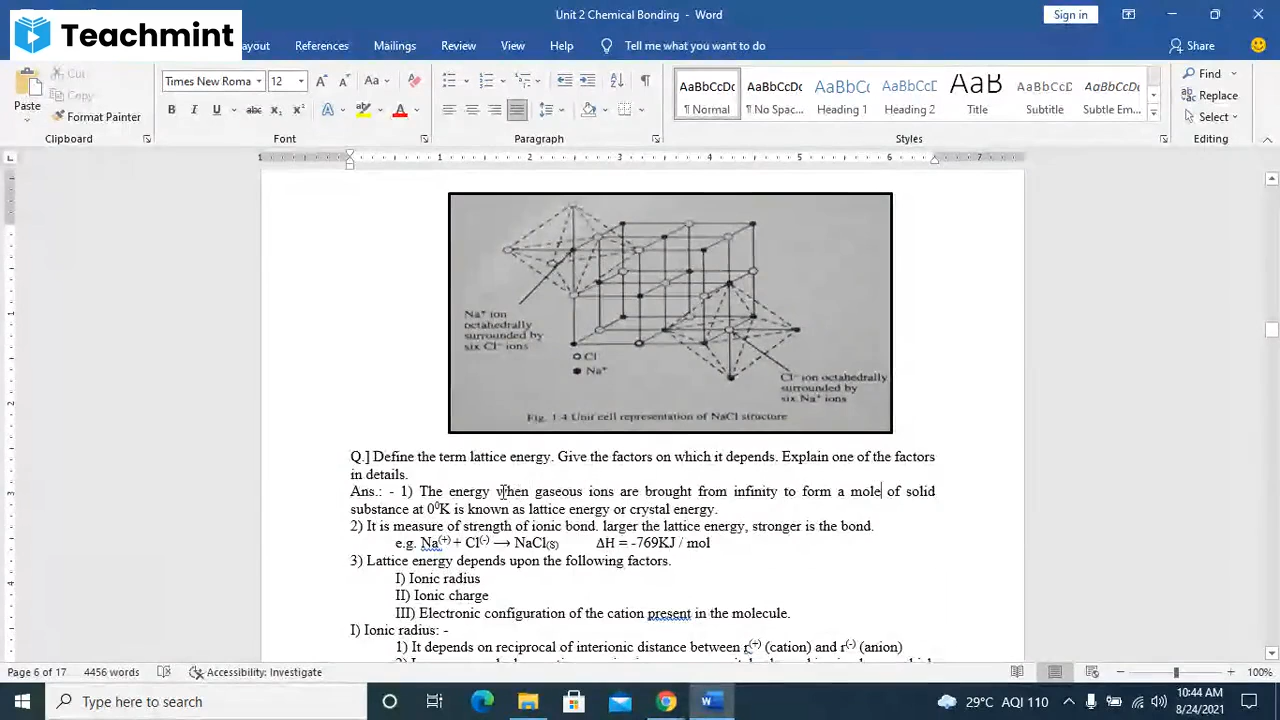 Unit 2 Chemical Bonding - Word
Sign in
Teachmint
ayout References Mailings Review View Help Tell me what you want to do
Share
Paste
Cut
Copy
Format Painter
Clipboard
Times New Roma 12
Font
Paragraph
AaBbCcDc
¶ Normal
AaBbCcDc
¶ No Spac...
AaBbCc
Heading 1
AaBbCcD
Heading 2
AaB
Title
AaBbCcD
Subtitle
AaBbCcDc
Subtle Em...
Styles
Find
Replace
Select
Editing
1 1 2 3 4 5 6 7
Na⁺ ion
octahedrally
surrounded by
six Cl⁻ ions
Cl
Na⁺
Cl⁻ ion octahedrally
surrounded by
six Na⁺ ions
Fig. 1.4 Unit cell representation of NaCl structure
Q.] Define the term lattice energy. Give the factors on which it depends. Explain one of the factors
in details.
Ans.: - 1) The energy when gaseous ions are brought from infinity to form a mole of solid
substance at 0⁰K is known as lattice energy or crystal energy.
2) It is measure of strength of ionic bond. larger the lattice energy, stronger is the bond.
e.g. Na⁽⁺⁾ + Cl⁽⁻⁾ ⟶ NaCl(S) ΔH = -769KJ / mol
3) Lattice energy depends upon the following factors.
I) Ionic radius
II) Ionic charge
III) Electronic configuration of the cation present in the molecule.
I) Ionic radius: -
1) It depends on reciprocal of interionic distance between r⁽⁺⁾ (cation) and r⁽⁻⁾ (anion)
Page 6 of 17 4456 words Accessibility: Investigate
100%
Type here to search
29°C AQI 110
10:44 AM
8/24/2021